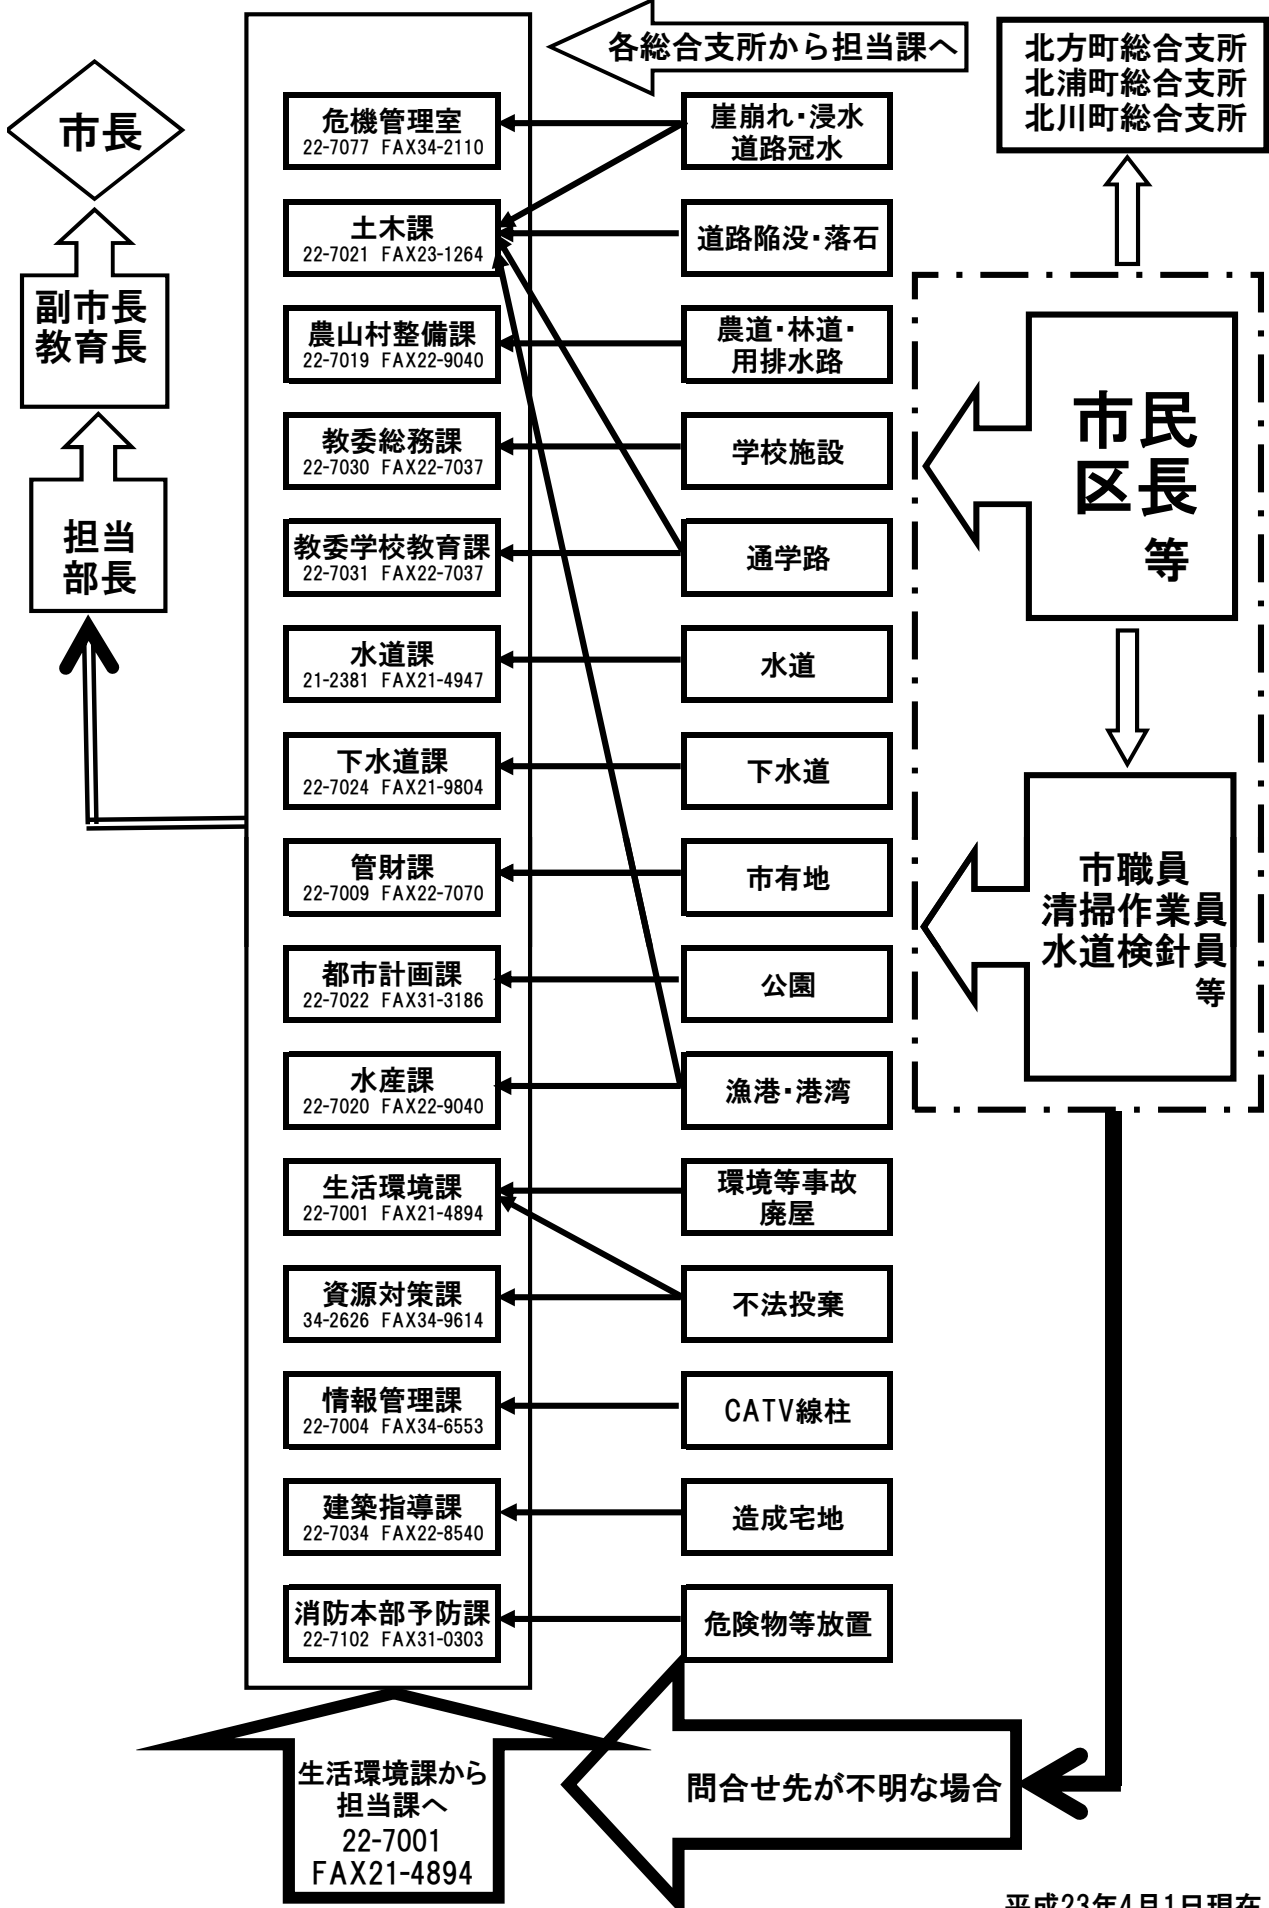 各総合支所から担当課へ
北方町総合支所
北浦町総合支所
北川町総合支所
市長
副市長
教育長
担当
部長
危機管理室
22-7077 FAX34-2110
崖崩れ・浸水
道路冠水
土木課
22-7021 FAX23-1264
道路陥没・落石
農山村整備課
22-7019 FAX22-9040
農道・林道・
用排水路
教委総務課
22-7030 FAX22-7037
学校施設
教委学校教育課
22-7031 FAX22-7037
通学路
水道課
21-2381 FAX21-4947
水道
下水道課
22-7024 FAX21-9804
下水道
管財課
22-7009 FAX22-7070
市有地
都市計画課
22-7022 FAX31-3186
公園
水産課
22-7020 FAX22-9040
漁港・港湾
生活環境課
22-7001 FAX21-4894
環境等事故
廃屋
資源対策課
34-2626 FAX34-9614
不法投棄
情報管理課
22-7004 FAX34-6553
CATV線柱
建築指導課
22-7034 FAX22-8540
造成宅地
消防本部予防課
22-7102 FAX31-0303
危険物等放置
市民
区長
等
市職員
清掃作業員
水道検針員
等
生活環境課から
担当課へ
22-7001
FAX21-4894
問合せ先が不明な場合
平成23年4月1日現在